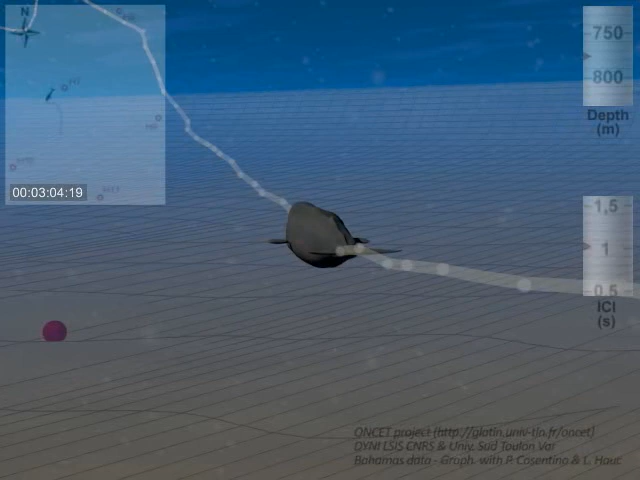 N
00:03:04:19
750
800
Depth
(m)
1,5
1
0.5
ICI
(s)
ONCET project (http://glotin.univ-tln.fr/oncet)
DYNI LSIS CNRS & Univ. Sud Toulon Var
Bahamas data - Graph. with P. Cosentino & L. Hauc